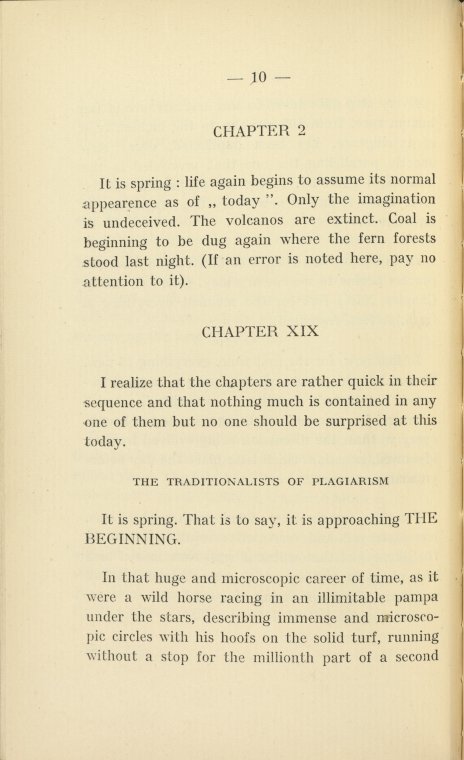 — 10 —
CHAPTER 2
It is spring : life again begins to assume its normal
appearence as of „ today ”. Only the imagination
is undeceived. The volcanos are extinct. Coal is
beginning to be dug again where the fern forests
stood last night. (If an error is noted here, pay no
attention to it).
CHAPTER XIX
I realize that the chapters are rather quick in their
sequence and that nothing much is contained in any
one of them but no one should be surprised at this
today.
THE TRADITIONALISTS OF PLAGIARISM
It is spring. That is to say, it is approaching THE
BEGINNING.
In that huge and microscopic career of time, as it
were a wild horse racing in an illimitable pampa
under the stars, describing immense and microsco-
pic circles with his hoofs on the solid turf, running
without a stop for the millionth part of a second